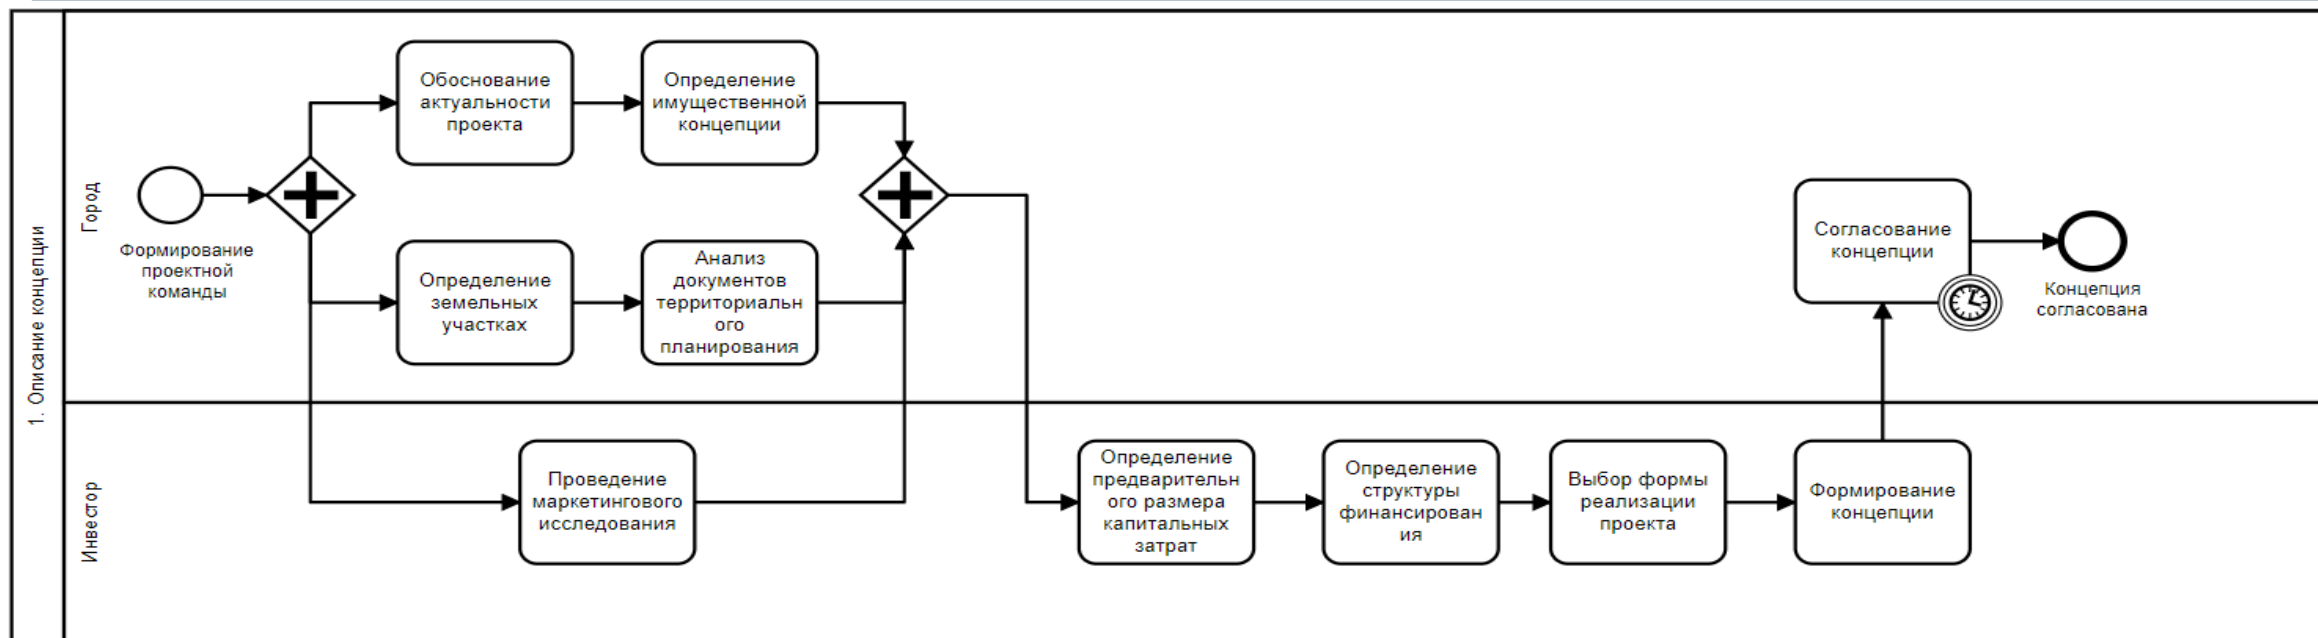 1. Описание концепции
Город
Формирование
проектной
команды
Обоснование
актуальности
проекта
Определение
имущественной
концепции
Определение
земельных
участках
Анализ
документов
территориальн
ого
планирования
Согласование
концепции
Концепция
согласована
Инвестор
Проведение
маркетингового
исследования
Определение
предварительн
ого размера
капитальных
затрат
Определение
структуры
финансирован
ия
Выбор формы
реализации
проекта
Формирование
концепции